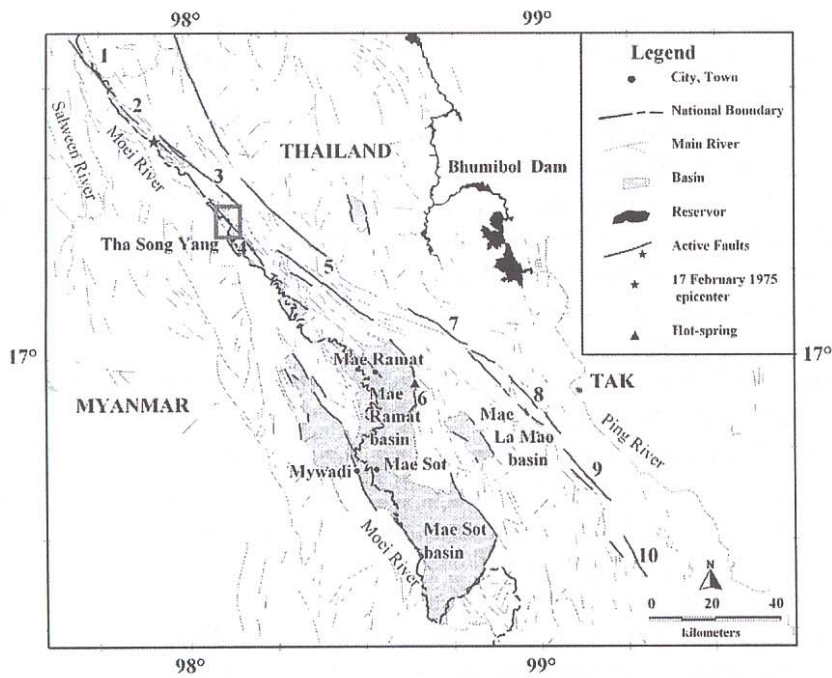 98°
99°
1
2
3
Salween River
Moei River
THAILAND
Bhumibol Dam
Tha Song Yang
4
5
7
17°
17°
Mae Ramat
6
Mae
Ramat
basin
8
TAK
MYANMAR
Mae
La Mao
basin
Ping River
9
Mywadi
Mae Sot
Moei River
Mae Sot
basin
10
N
0 20 40
kilometers
98°
99°
Legend
City, Town
National Boundary
Main River
Basin
Reservor
Active Faults
17 February 1975
epicenter
Hot-spring